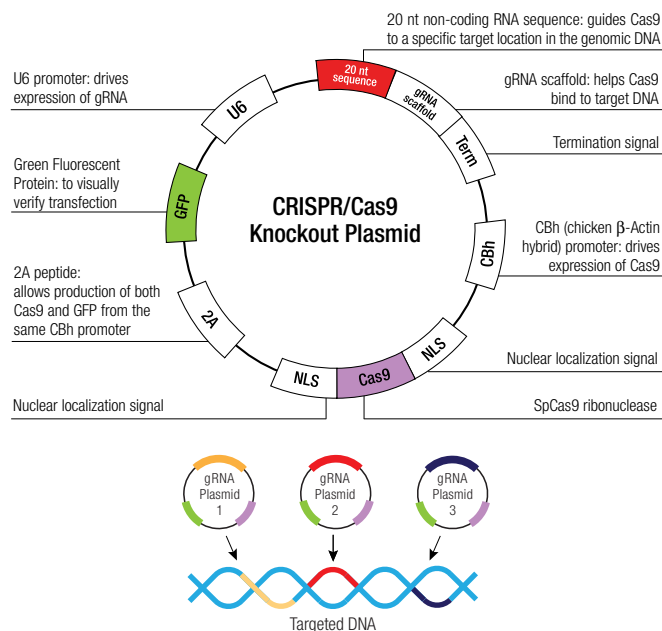 20 nt non-coding RNA sequence: guides Cas9
to a specific target location in the genomic DNA
U6 promoter: drives
expression of gRNA
20 nt
sequence
gRNA
scaffold
gRNA scaffold: helps Cas9
bind to target DNA
U6
Term
Termination signal
Green Fluorescent
Protein: to visually
verify transfection
GFP
CRISPR/Cas9
Knockout Plasmid
CBh
CBh (chicken β-Actin
hybrid) promoter: drives
expression of Cas9
2A peptide:
allows production of both
Cas9 and GFP from the
same CBh promoter
2A
NLS
Cas9
NLS
Nuclear localization signal
Nuclear localization signal
SpCas9 ribonuclease
gRNA
Plasmid
1
gRNA
Plasmid
2
gRNA
Plasmid
3
Targeted DNA